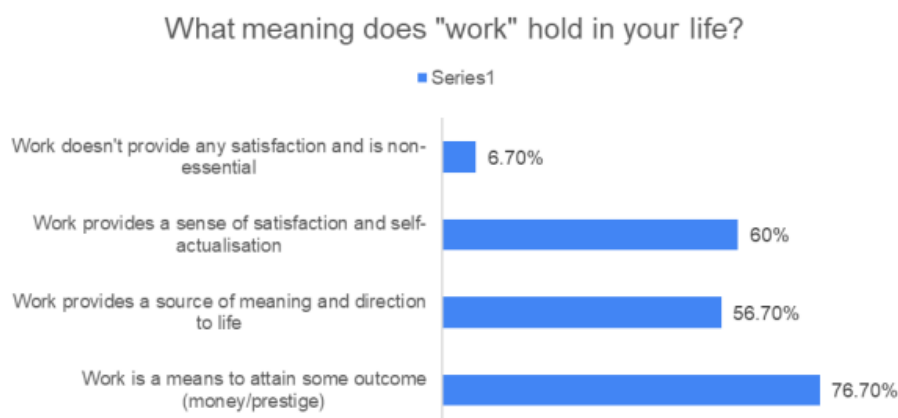 What meaning does "work" hold in your life?
Series1
Work doesn't provide any satisfaction and is non-
essential
6.70%
Work provides a sense of satisfaction and self-
actualisation
60%
Work provides a source of meaning and direction
to life
56.70%
Work is a means to attain some outcome
(money/prestige)
76.70%